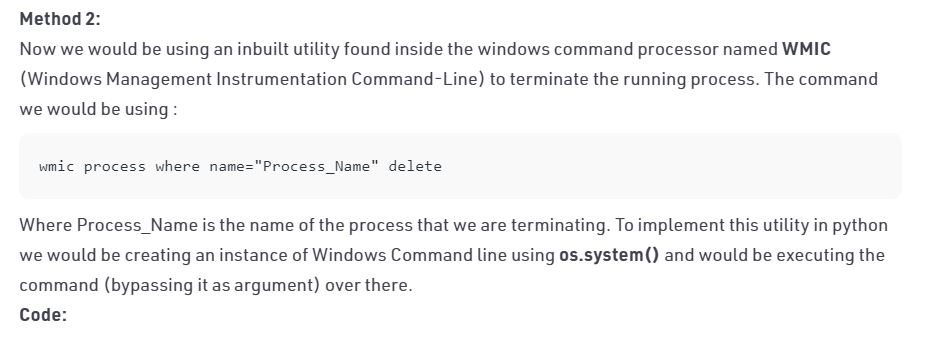 Method 2:
Now we would be using an inbuilt utility found inside the windows command processor named WMIC
(Windows Management Instrumentation Command-Line) to terminate the running process. The command
we would be using :
wmic process where name="Process_Name" delete
Where Process_Name is the name of the process that we are terminating. To implement this utility in python
we would be creating an instance of Windows Command line using os.system() and would be executing the
command (bypassing it as argument) over there.
Code: